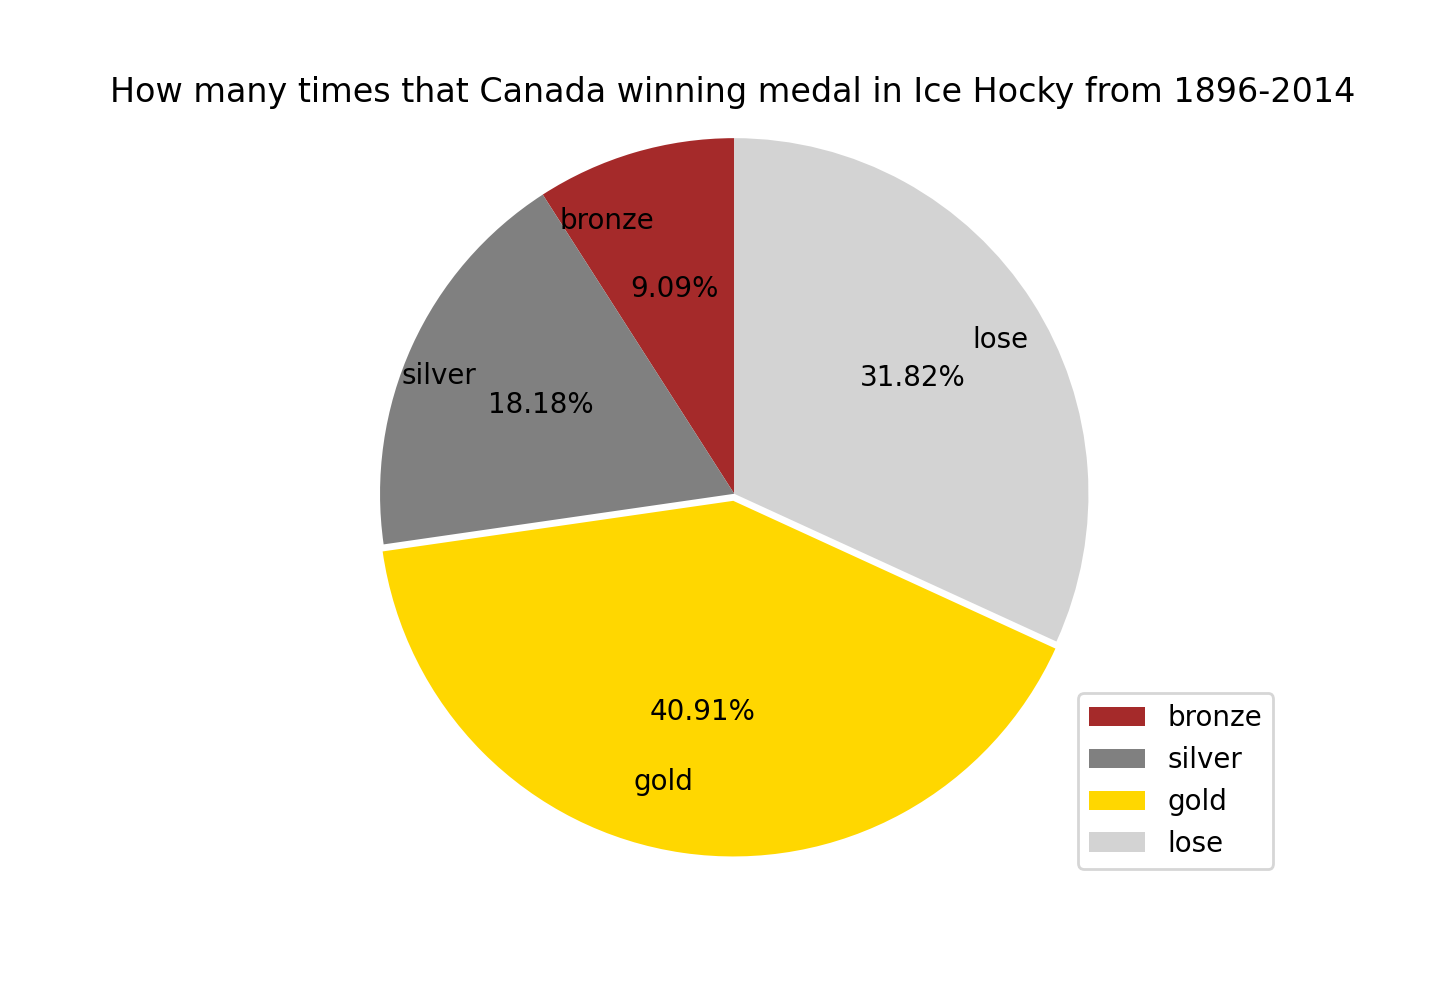 How many times that Canada winning medal in Ice Hocky from 1896-2014
bronze
9.09%
lose
silver
31.82%
18.18%
40.91%
gold
bronze
silver
gold
lose